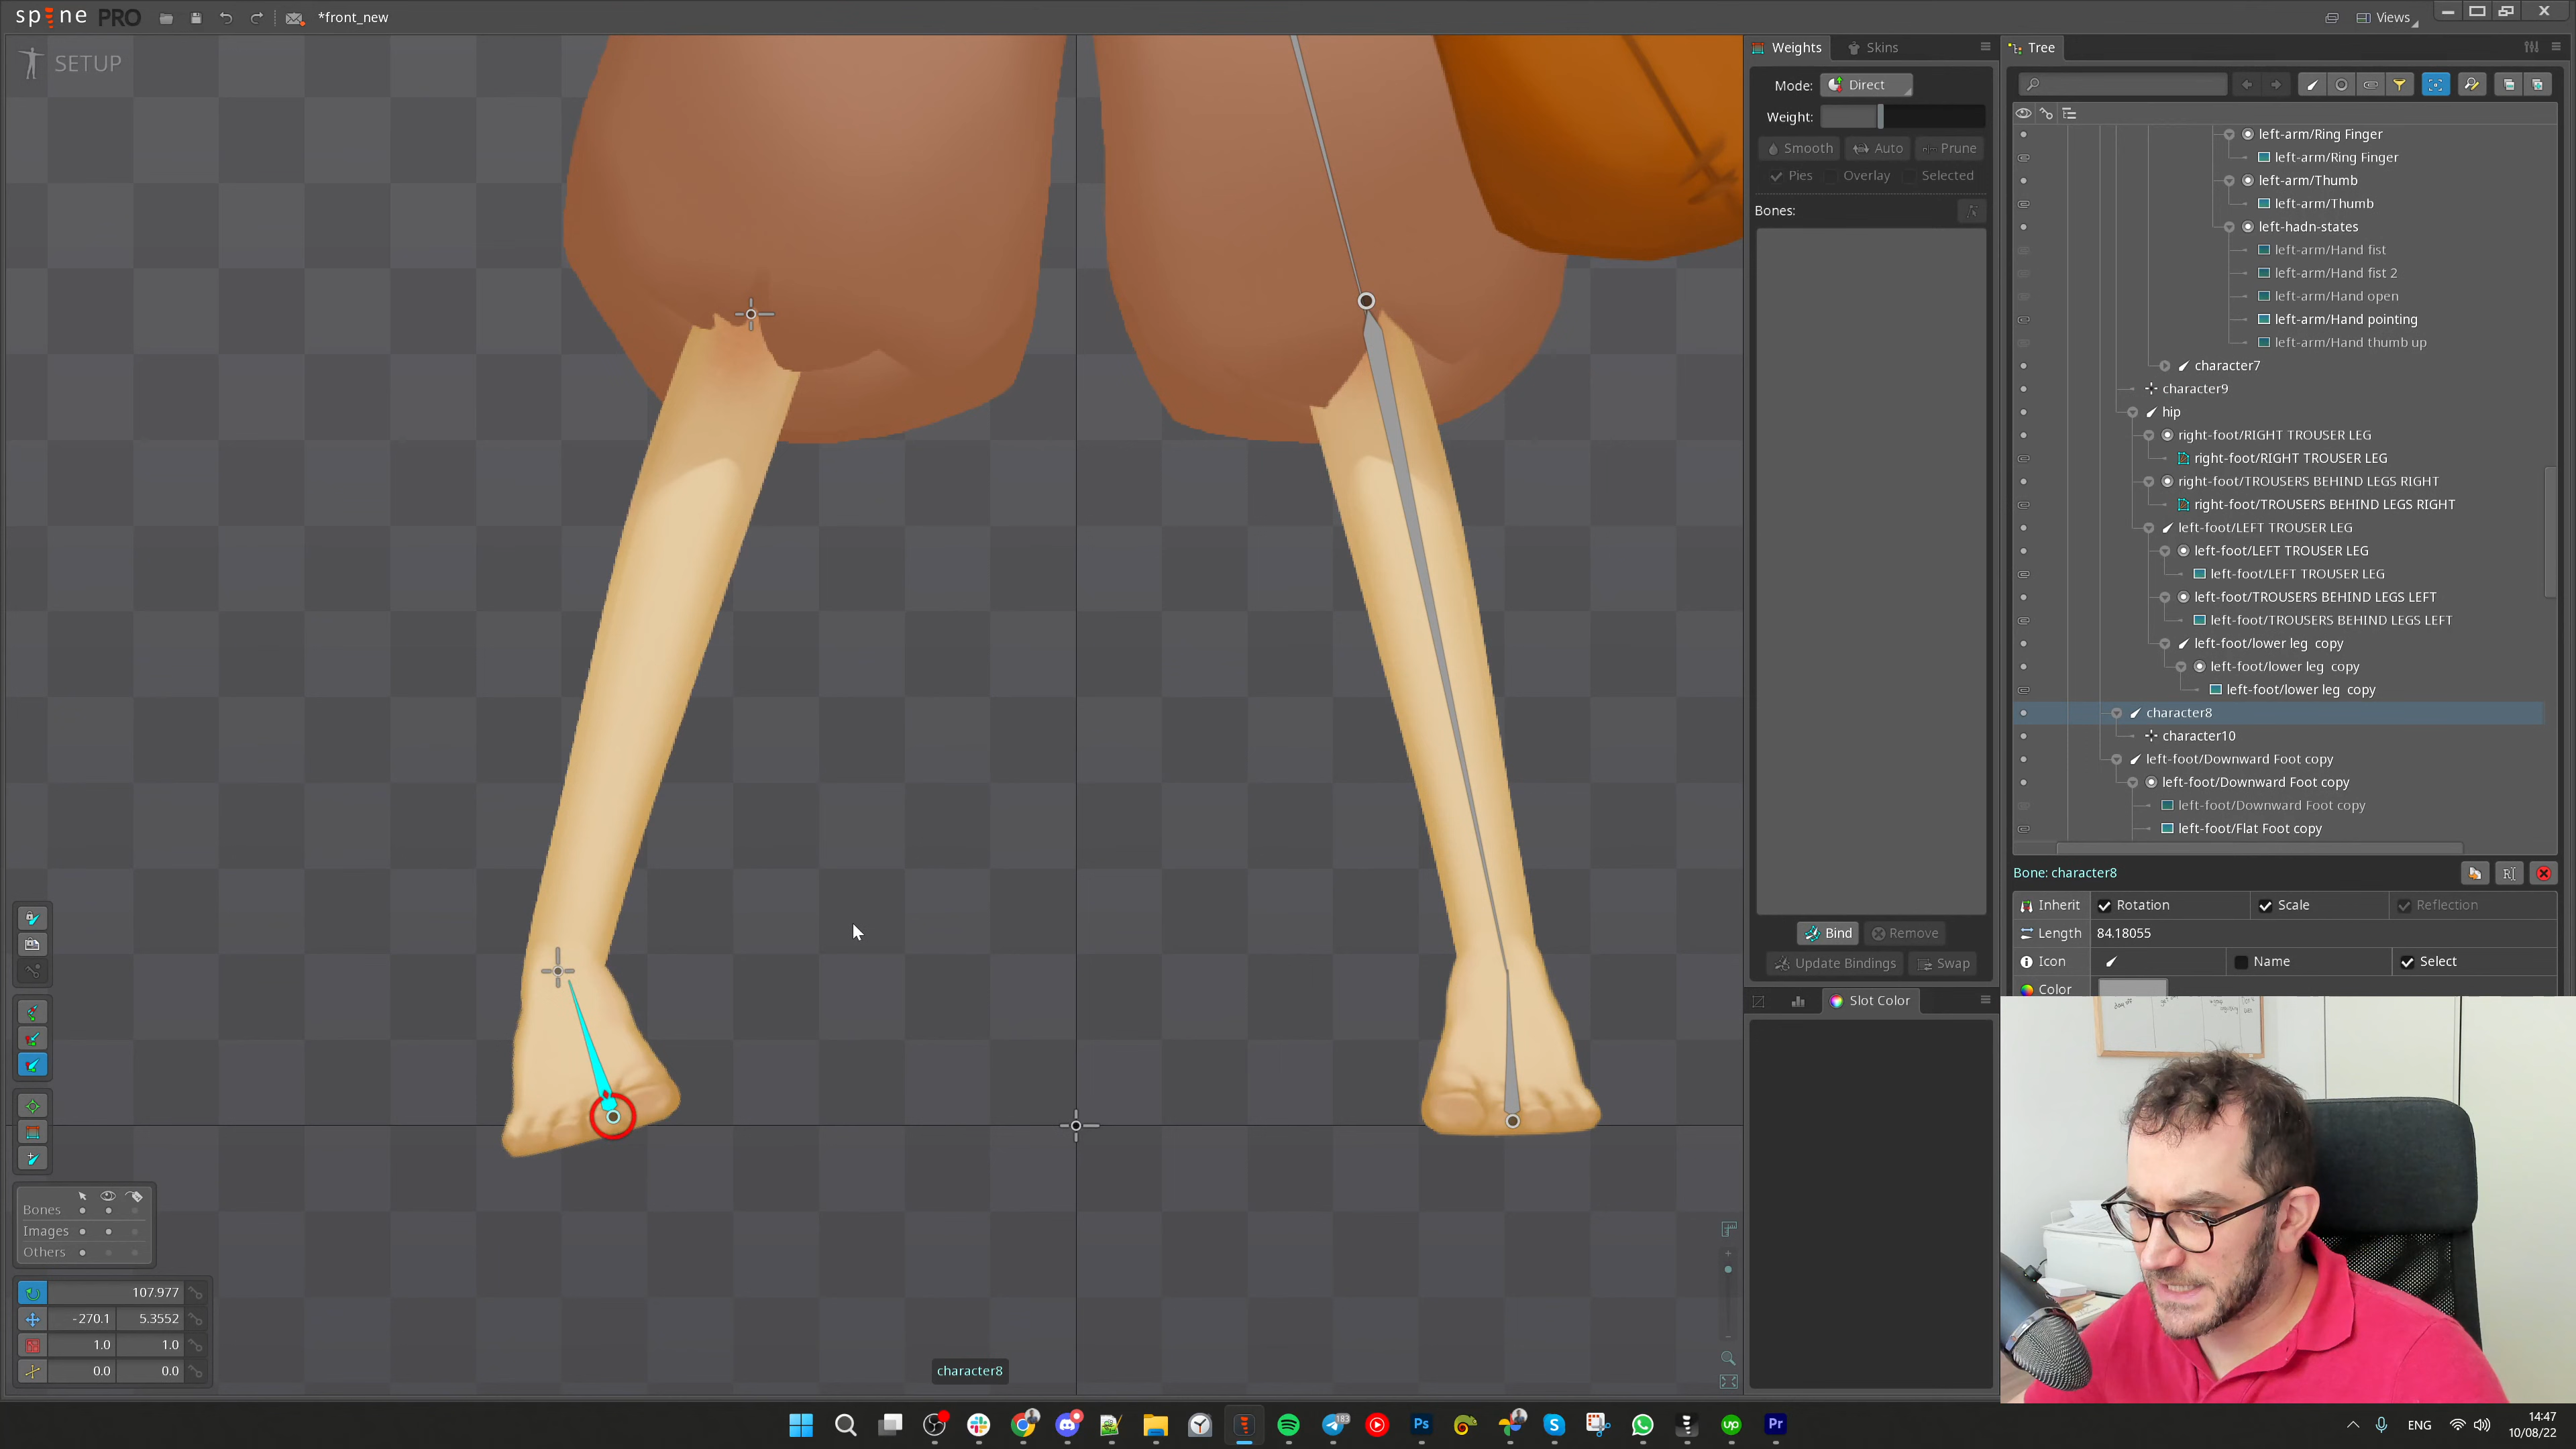 spine PRO
*front_new
Views
SETUP
Weights
Skins
Mode:
Direct
Weight:
Smooth
Auto
Prune
Pies
Overlay
Selected
Bones:
Bind
Remove
Update Bindings
Swap
Slot Color
Tree
left-arm/Ring Finger
left-arm/Ring Finger
left-arm/Thumb
left-arm/Thumb
left-hadn-states
left-arm/Hand fist
left-arm/Hand fist 2
left-arm/Hand open
left-arm/Hand pointing
left-arm/Hand thumb up
character7
character9
hip
right-foot/RIGHT TROUSER LEG
right-foot/RIGHT TROUSER LEG
right-foot/TROUSERS BEHIND LEGS RIGHT
right-foot/TROUSERS BEHIND LEGS RIGHT
left-foot/LEFT TROUSER LEG
left-foot/LEFT TROUSER LEG
left-foot/LEFT TROUSER LEG
left-foot/TROUSERS BEHIND LEGS LEFT
left-foot/TROUSERS BEHIND LEGS LEFT
left-foot/lower leg copy
left-foot/lower leg copy
left-foot/lower leg copy
character8
character10
left-foot/Downward Foot copy
left-foot/Downward Foot copy
left-foot/Downward Foot copy
left-foot/Flat Foot copy
Bone: character8
Inherit
Rotation
Scale
Reflection
Length
84.18055
Icon
Name
Select
Color
Bones
Images
Others
107.977
-270.1 5.3552
1.0 1.0
0.0 0.0
character8
183
Ps
S
up
Pr
ENG
14:47
10/08/22